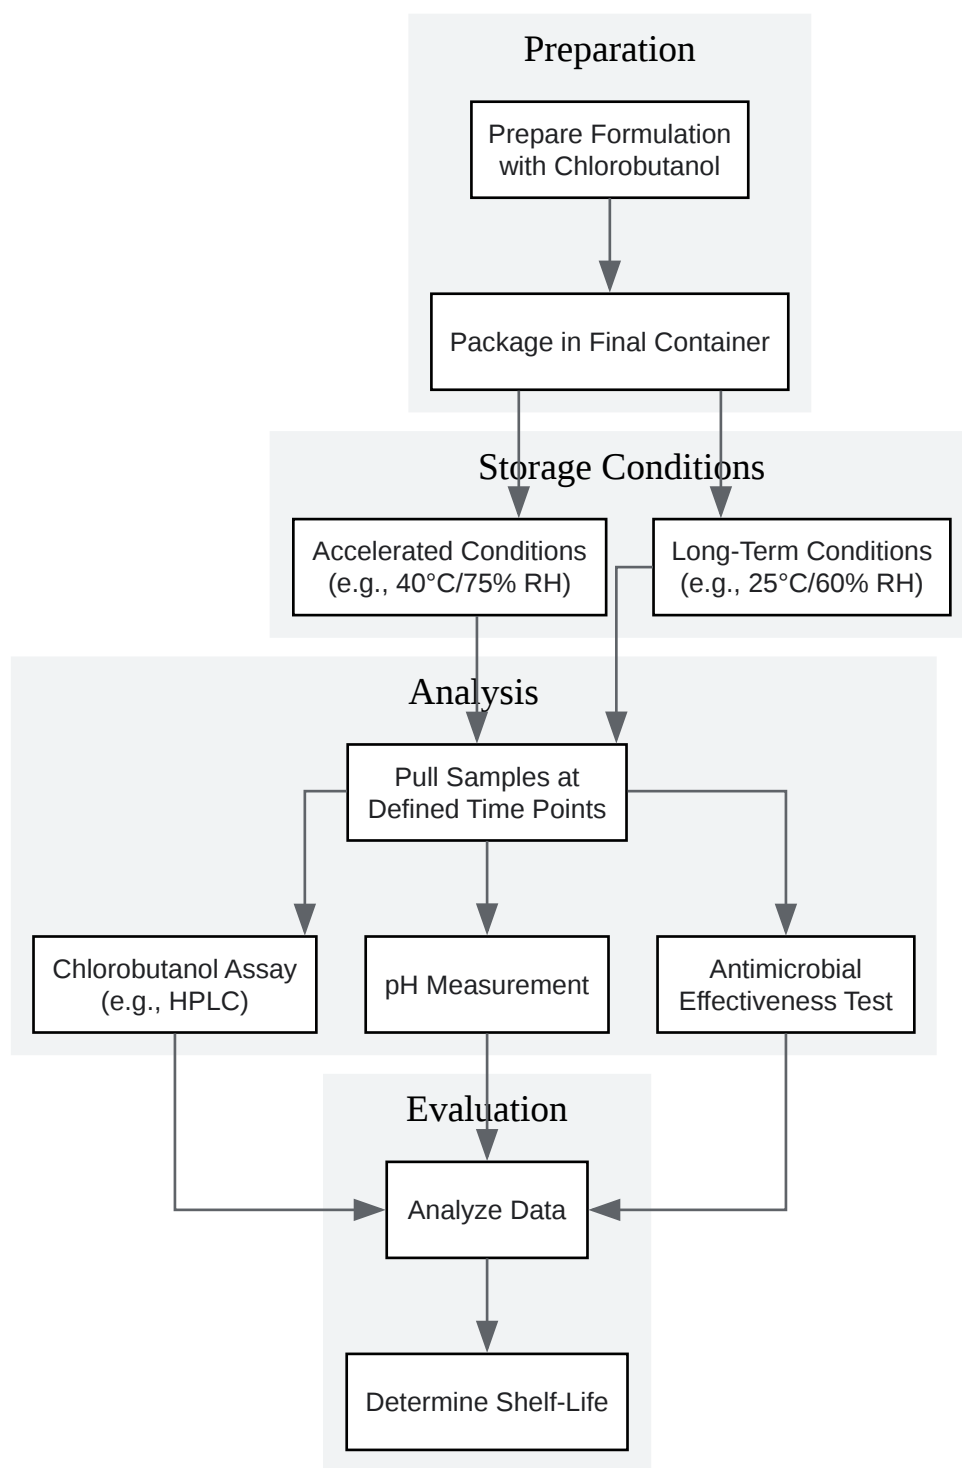 Preparation
Prepare Formulation
with Chlorobutanol
Package in Final Container
Storage Conditions
Accelerated Conditions
(e.g., 40°C/75% RH)
Long-Term Conditions
(e.g., 25°C/60% RH)
Analysis
Pull Samples at
Defined Time Points
Chlorobutanol Assay
(e.g., HPLC)
pH Measurement
Antimicrobial
Effectiveness Test
Evaluation
Analyze Data
Determine Shelf-Life